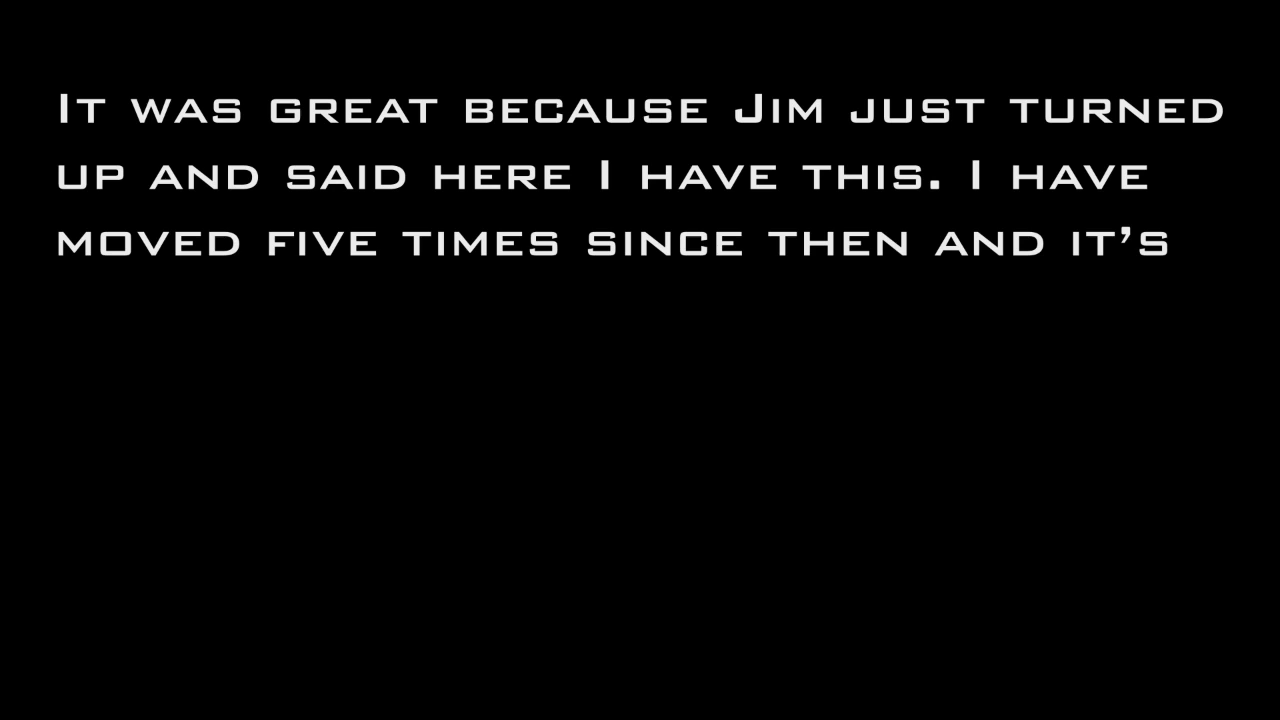 It was great because Jim just turned
up and said here I have this. I have
moved five times since then and it’s